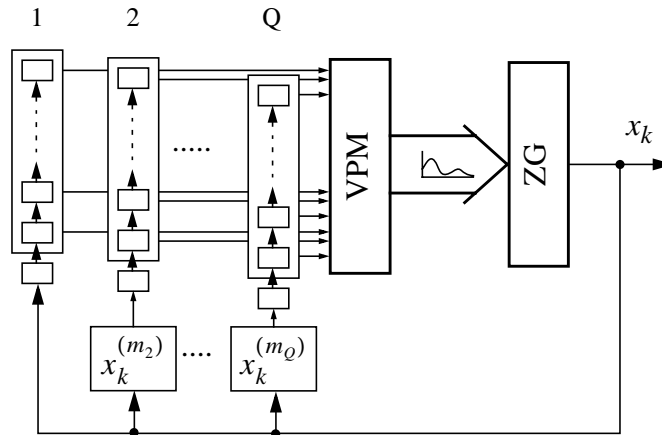 1 2 Q
.....
VPM
ZG
x_k
x_k^{(m_2)} .... x_k^{(m_Q)}